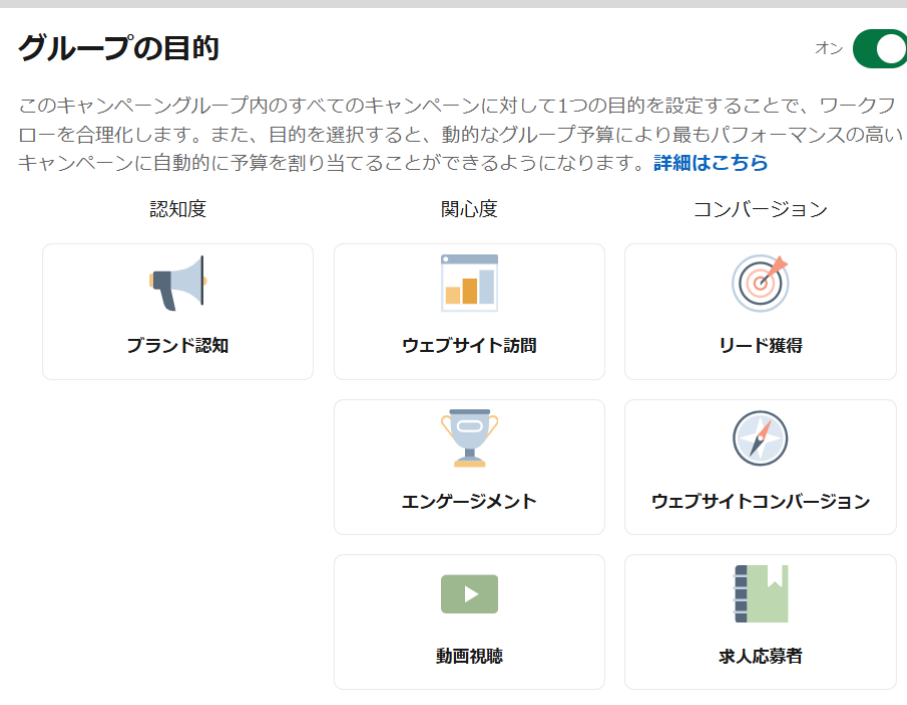 グループの目的
オン
このキャンペーングループ内のすべてのキャンペーンに対して1つの目的を設定することで、ワークフ
ローを合理化します。また、目的を選択すると、動的なグループ予算により最もパフォーマンスの高い
キャンペーンに自動的に予算を割り当てることができるようになります。詳細はこちら
認知度
関心度
コンバージョン
ブランド認知
ウェブサイト訪問
リード獲得
エンゲージメント
ウェブサイトコンバージョン
動画視聴
求人応募者